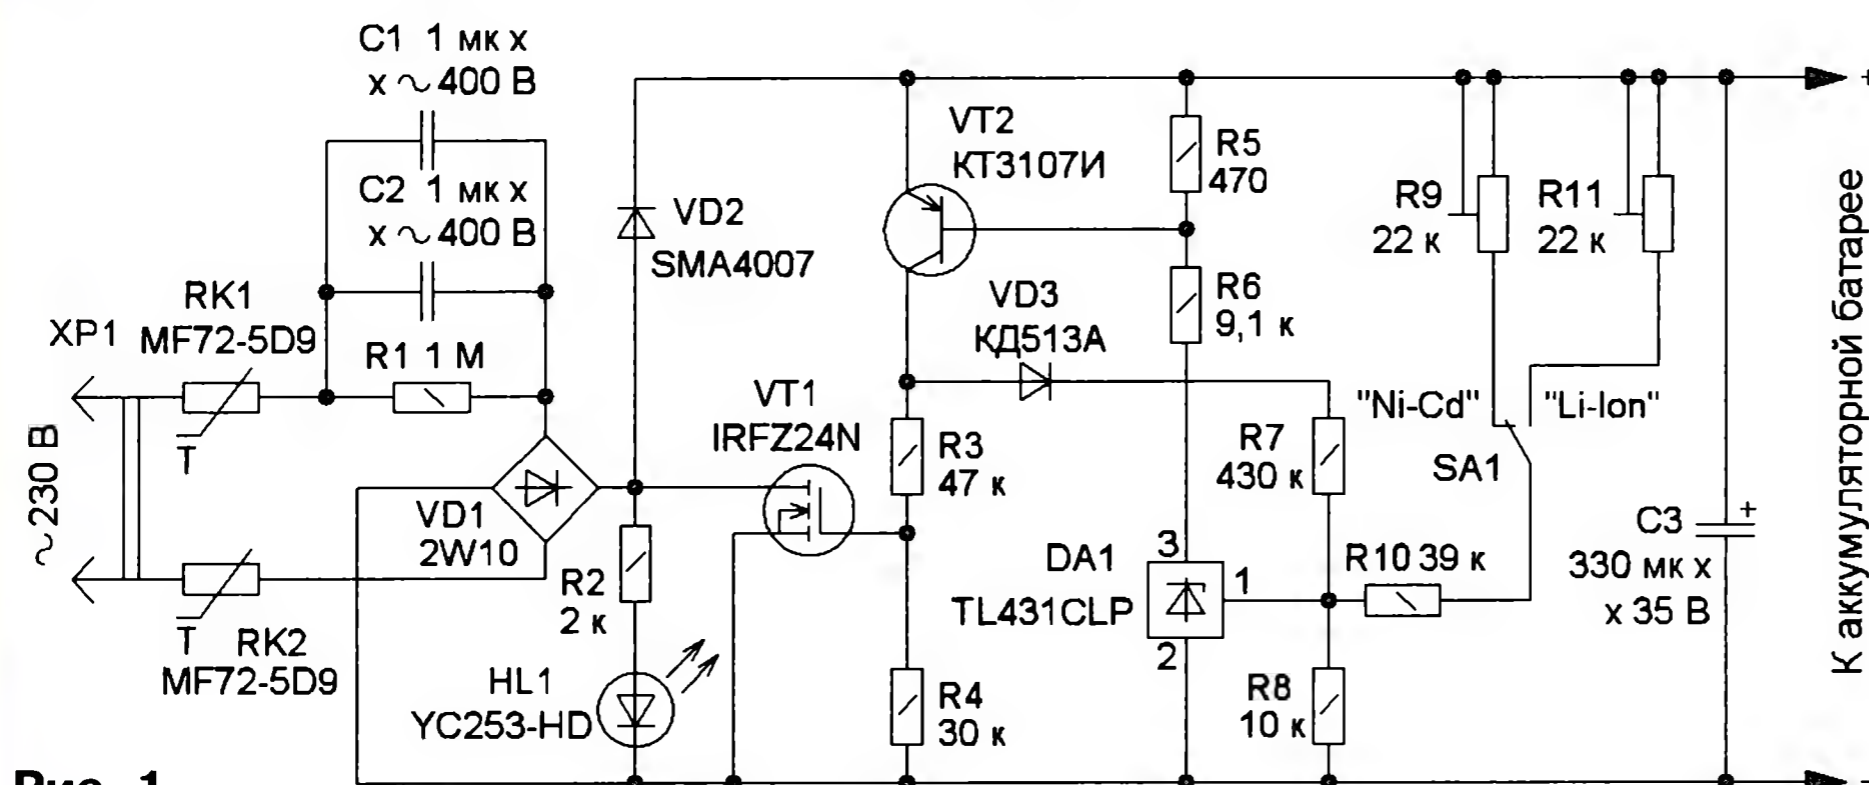 C1 1 мк х
х ~ 400 В
C2 1 мк х
х ~ 400 В
RK1
MF72-5D9
XP1
R1 1 М
~230 В
T
T
RK2
MF72-5D9
VD1
2W10
VD2
SMA4007
R2
2 к
HL1
YC253-HD
VT1
IRFZ24N
VT2
КТ3107И
VD3
КД513А
R3
47 к
R4
30 к
R5
470
R6
9,1 к
R7
430 к
DA1
TL431CLP
3
1
2
R8
10 к
R9
22 к
R11
22 к
"Ni-Cd"
"Li-Ion"
SA1
R10 39 к
C3
330 мк х
х 35 В
+
+
К аккумуляторной батарее
Рис. 1